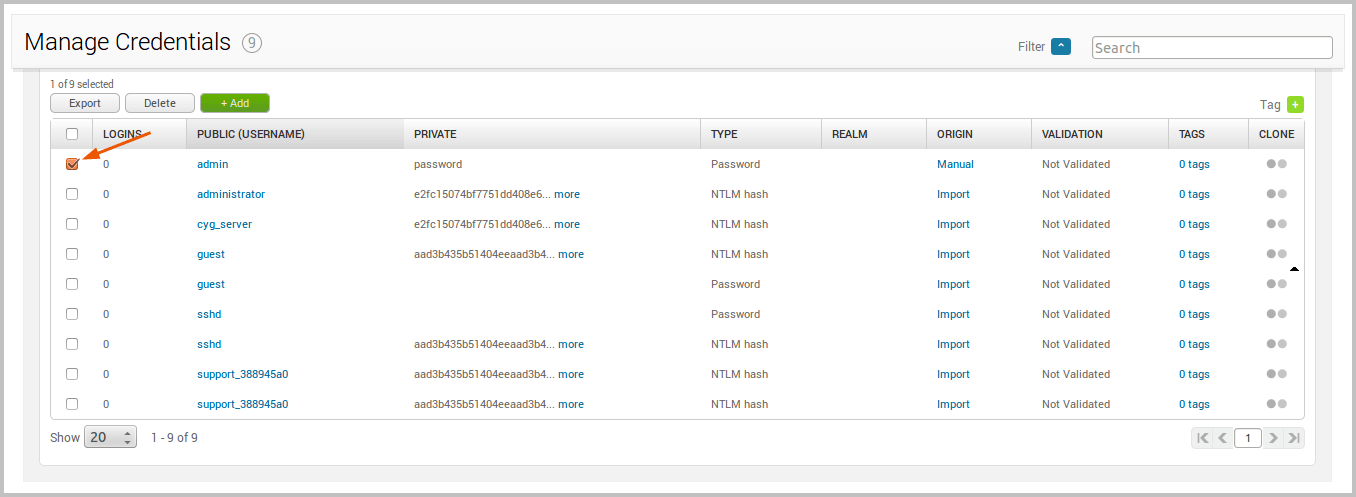 Manage Credentials 9
Filter Search
1 of 9 selected
Export Delete + Add Tag +
LOGINS PUBLIC (USERNAME) PRIVATE TYPE REALM ORIGIN VALIDATION TAGS CLONE
0 admin password Password Manual Not Validated 0 tags
0 administrator e2fc15074bf7751dd408e6... more NTLM hash Import Not Validated 0 tags
0 cyg_server e2fc15074bf7751dd408e6... more NTLM hash Import Not Validated 0 tags
0 guest aad3b435b51404eeaad3b4... more NTLM hash Import Not Validated 0 tags
0 guest Password Import Not Validated 0 tags
0 sshd Password Import Not Validated 0 tags
0 sshd aad3b435b51404eeaad3b4... more NTLM hash Import Not Validated 0 tags
0 support_388945a0 aad3b435b51404eeaad3b4... more NTLM hash Import Not Validated 0 tags
0 support_388945a0 aad3b435b51404eeaad3b4... more NTLM hash Import Not Validated 0 tags
Show 20 1 - 9 of 9 1